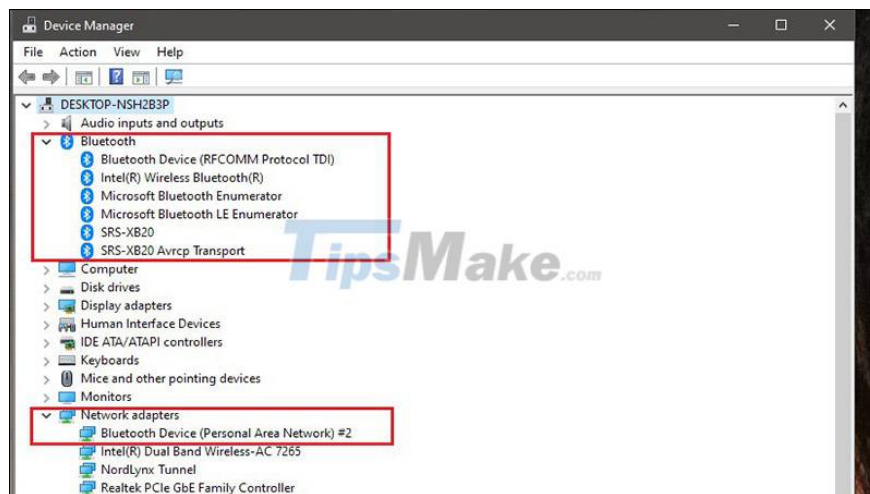 Device Manager
File Action View Help
DESKTOP-NSH2B3P
Audio inputs and outputs
Bluetooth
Bluetooth Device (RFCOMM Protocol TDI)
Intel(R) Wireless Bluetooth(R)
Microsoft Bluetooth Enumerator
Microsoft Bluetooth LE Enumerator
SRS-XB20
SRS-XB20 Avrcp Transport
TipsMake.com
Computer
Disk drives
Display adapters
Human Interface Devices
IDE ATA/ATAPI controllers
Keyboards
Mice and other pointing devices
Monitors
Network adapters
Bluetooth Device (Personal Area Network) #2
Intel(R) Dual Band Wireless-AC 7265
NordLynx Tunnel
Realtek PCIe GbE Family Controller